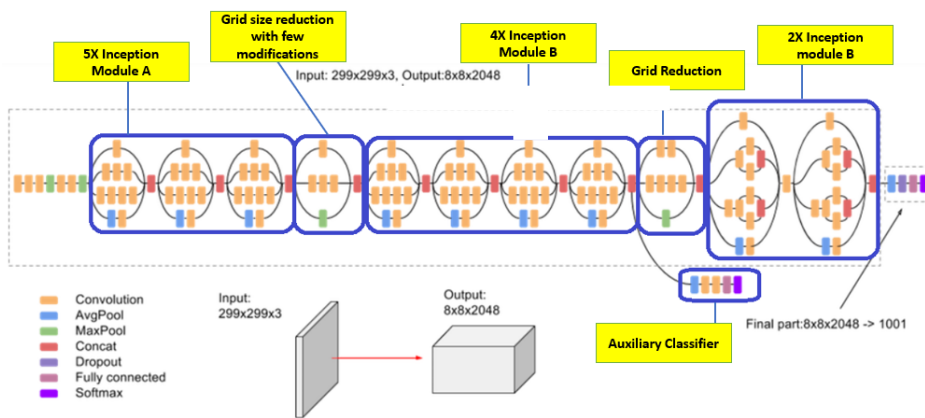 5X Inception
Module A
Grid size reduction
with few
modifications
4X Inception
Module B
2X Inception
module B
Grid Reduction
Input: 299x299x3, Output:8x8x2048
Convolution
AvgPool
MaxPool
Concat
Dropout
Fully connected
Softmax
Input:
299x299x3
Output:
8x8x2048
Auxiliary Classifier
Final part:8x8x2048 -> 1001